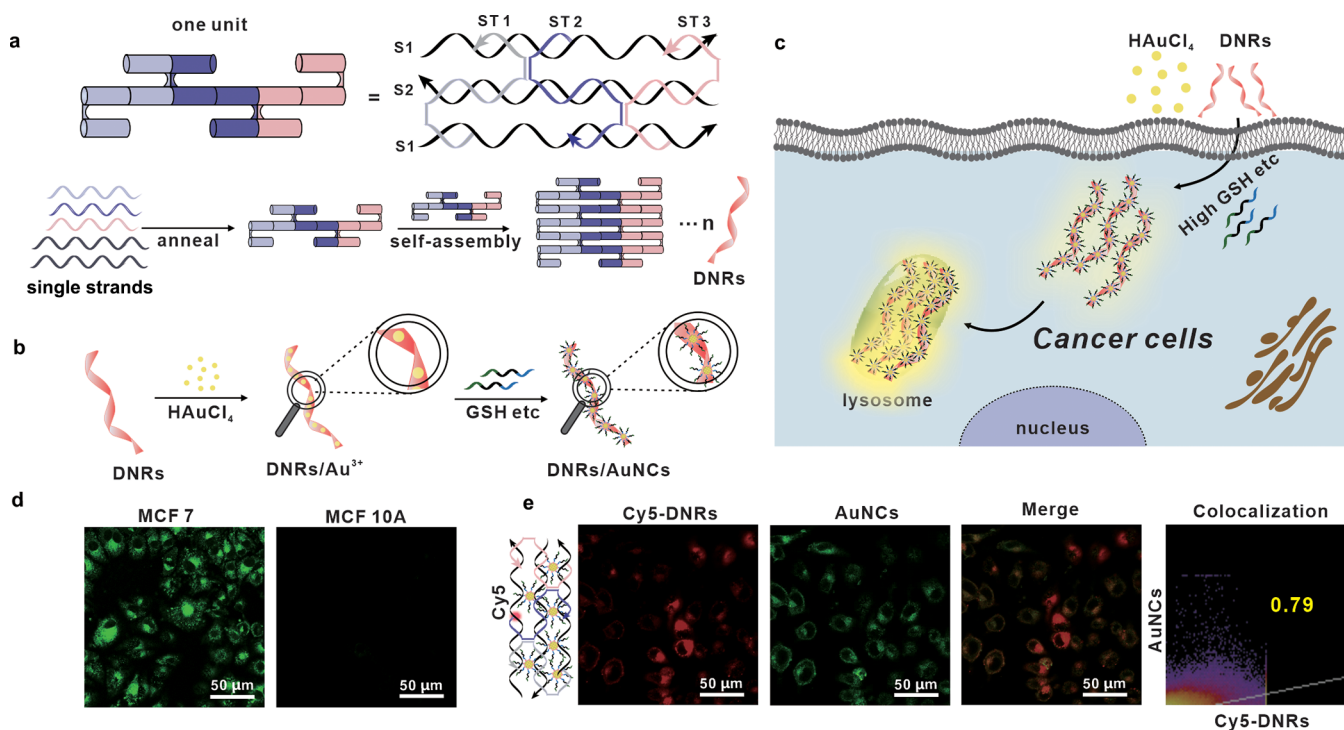 a
one unit
=
ST 1
ST 2
ST 3
S1
S2
S1
single strands
anneal
self-assembly
··· n
DNRs
b
DNRs
HAuCl₄
DNRs/Au³⁺
GSH etc
DNRs/AuNCs
c
HAuCl₄
DNRs
High GSH etc
Cancer cells
lysosome
nucleus
d
MCF 7
MCF 10A
50 μm
50 μm
e
Cy5
Cy5-DNRs
AuNCs
Merge
Colocalization
50 μm
50 μm
50 μm
AuNCs
0.79
Cy5-DNRs